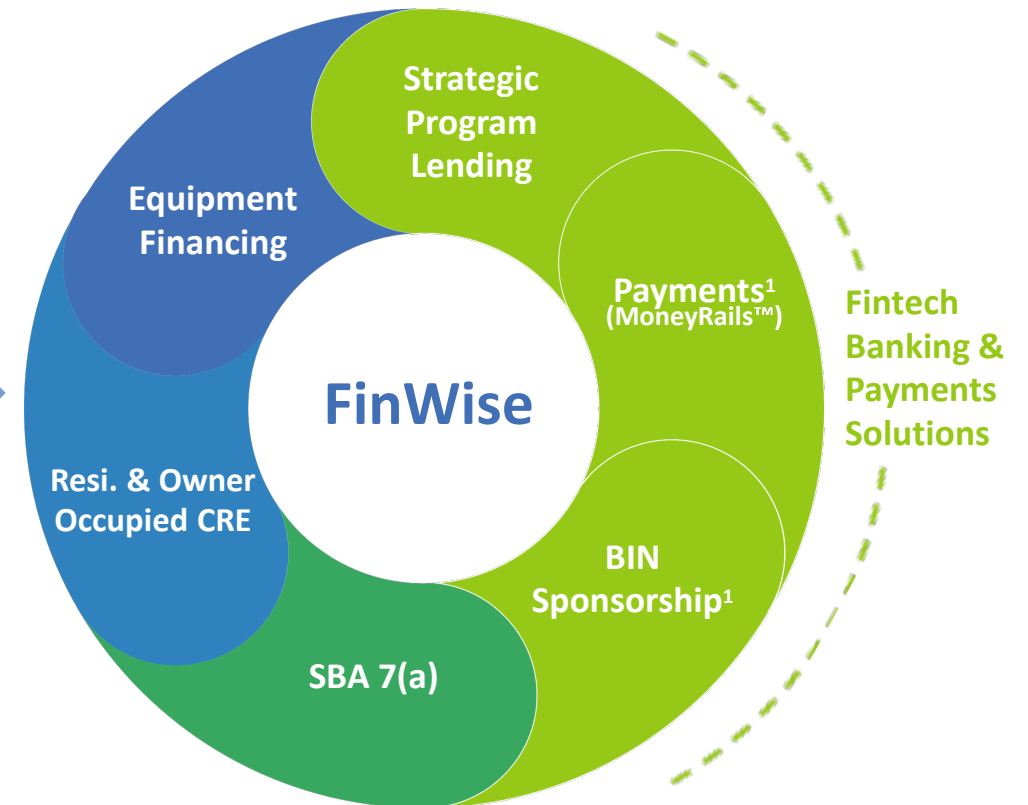 Strategic
Program
Lending
Equipment
Financing
Payments¹
(MoneyRails™)
Fintech
Banking &
Payments
Solutions
FinWise
Resi. & Owner
Occupied CRE
BIN
Sponsorship¹
SBA 7(a)